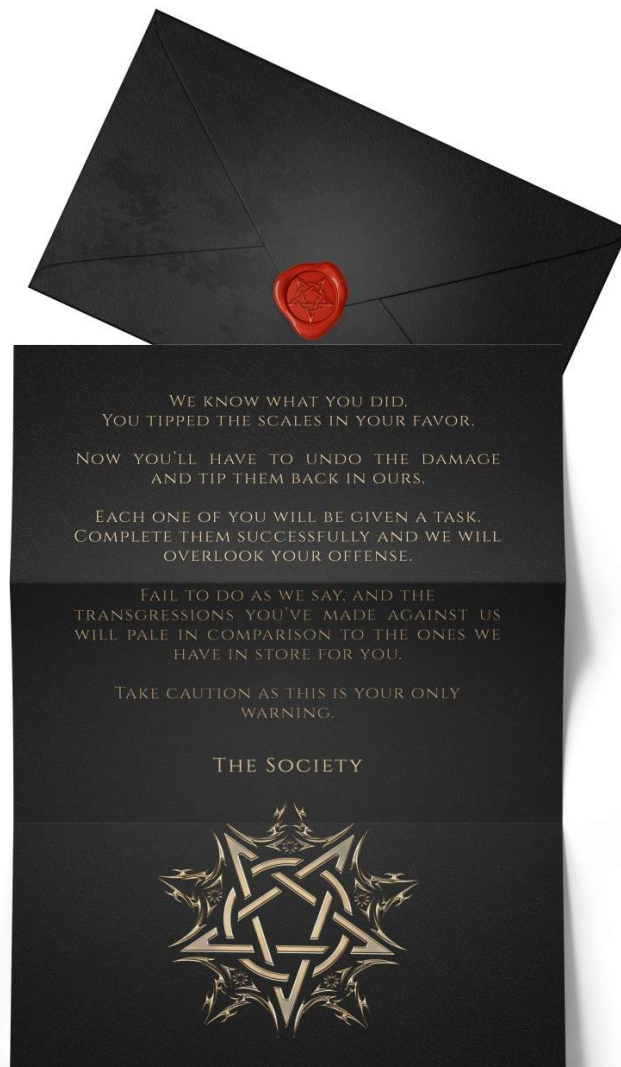 We know what you did.
You tipped the scales in your favor.
Now you'll have to undo the damage
and tip them back in ours.
Each one of you will be given a task.
Complete them successfully and we will
overlook your offense.
Fail to do as we say, and the
transgressions you've made against us
will pale in comparison to the ones we
have in store for you.
Take caution as this is your only
warning.
The Society